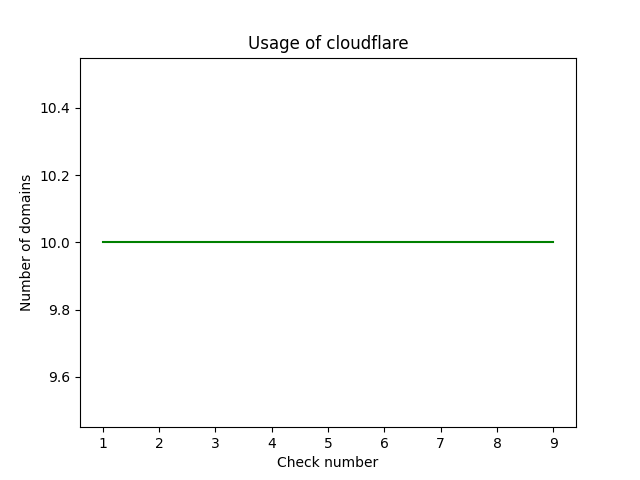 Usage of cloudflare
Number of domains
10.4
10.2
10.0
9.8
9.6
1 2 3 4 5 6 7 8 9
Check number